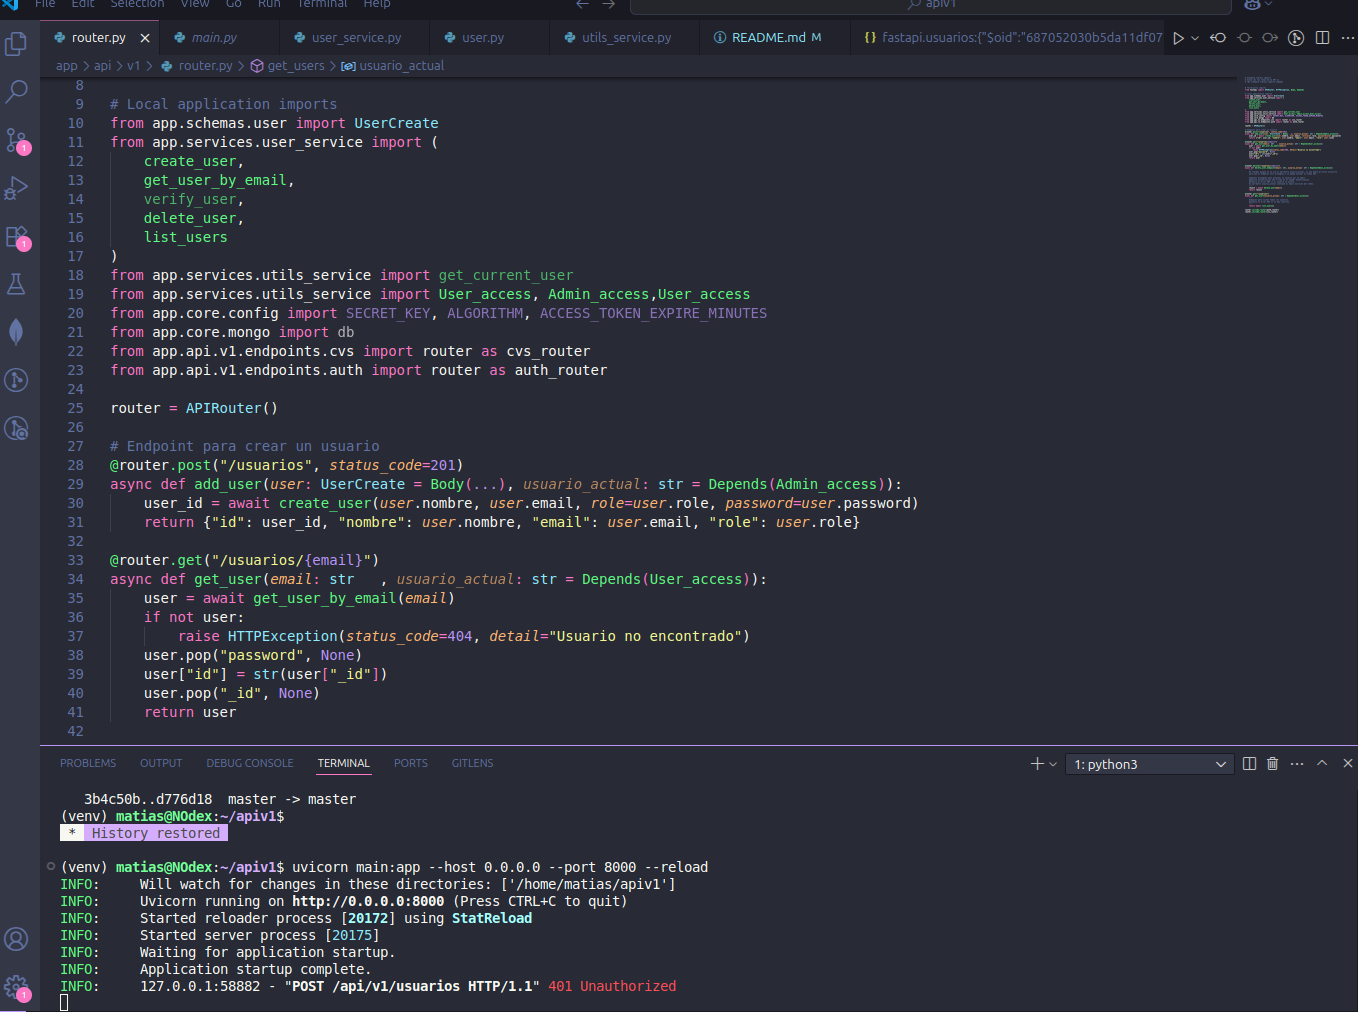 File Edit Selection View Go Run Terminal Help
apiv1
router.py
main.py
user_service.py
user.py
utils_service.py
README.md M
{} fastapi.usuarios:{"$oid":"687052030b5da11df07
app > api > v1 > router.py > get_users > usuario_actual
8
9 # Local application imports
10 from app.schemas.user import UserCreate
11 from app.services.user_service import (
12 create_user,
13 get_user_by_email,
14 verify_user,
15 delete_user,
16 list_users
17 )
18 from app.services.utils_service import get_current_user
19 from app.services.utils_service import User_access, Admin_access,User_access
20 from app.core.config import SECRET_KEY, ALGORITHM, ACCESS_TOKEN_EXPIRE_MINUTES
21 from app.core.mongo import db
22 from app.api.v1.endpoints.cvs import router as cvs_router
23 from app.api.v1.endpoints.auth import router as auth_router
24
25 router = APIRouter()
26
27 # Endpoint para crear un usuario
28 @router.post("/usuarios", status_code=201)
29 async def add_user(user: UserCreate = Body(...), usuario_actual: str = Depends(Admin_access)):
30 user_id = await create_user(user.nombre, user.email, role=user.role, password=user.password)
31 return {"id": user_id, "nombre": user.nombre, "email": user.email, "role": user.role}
32
33 @router.get("/usuarios/{email}")
34 async def get_user(email: str   , usuario_actual: str = Depends(User_access)):
35 user = await get_user_by_email(email)
36 if not user:
37 raise HTTPException(status_code=404, detail="Usuario no encontrado")
38 user.pop("password", None)
39 user["id"] = str(user["_id"])
40 user.pop("_id", None)
41 return user
42
PROBLEMS OUTPUT DEBUG CONSOLE TERMINAL PORTS GITLENS
1: python3
3b4c50b..d776d18  master -> master
(venv) matias@NOdex:~/apiv1$
* History restored
(venv) matias@NOdex:~/apiv1$ uvicorn main:app --host 0.0.0.0 --port 8000 --reload
INFO: Will watch for changes in these directories: ['/home/matias/apiv1']
INFO: Uvicorn running on http://0.0.0.0:8000 (Press CTRL+C to quit)
INFO: Started reloader process [20172] using StatReload
INFO: Started server process [20175]
INFO: Waiting for application startup.
INFO: Application startup complete.
INFO: 127.0.0.1:58882 - "POST /api/v1/usuarios HTTP/1.1" 401 Unauthorized
1
1
1